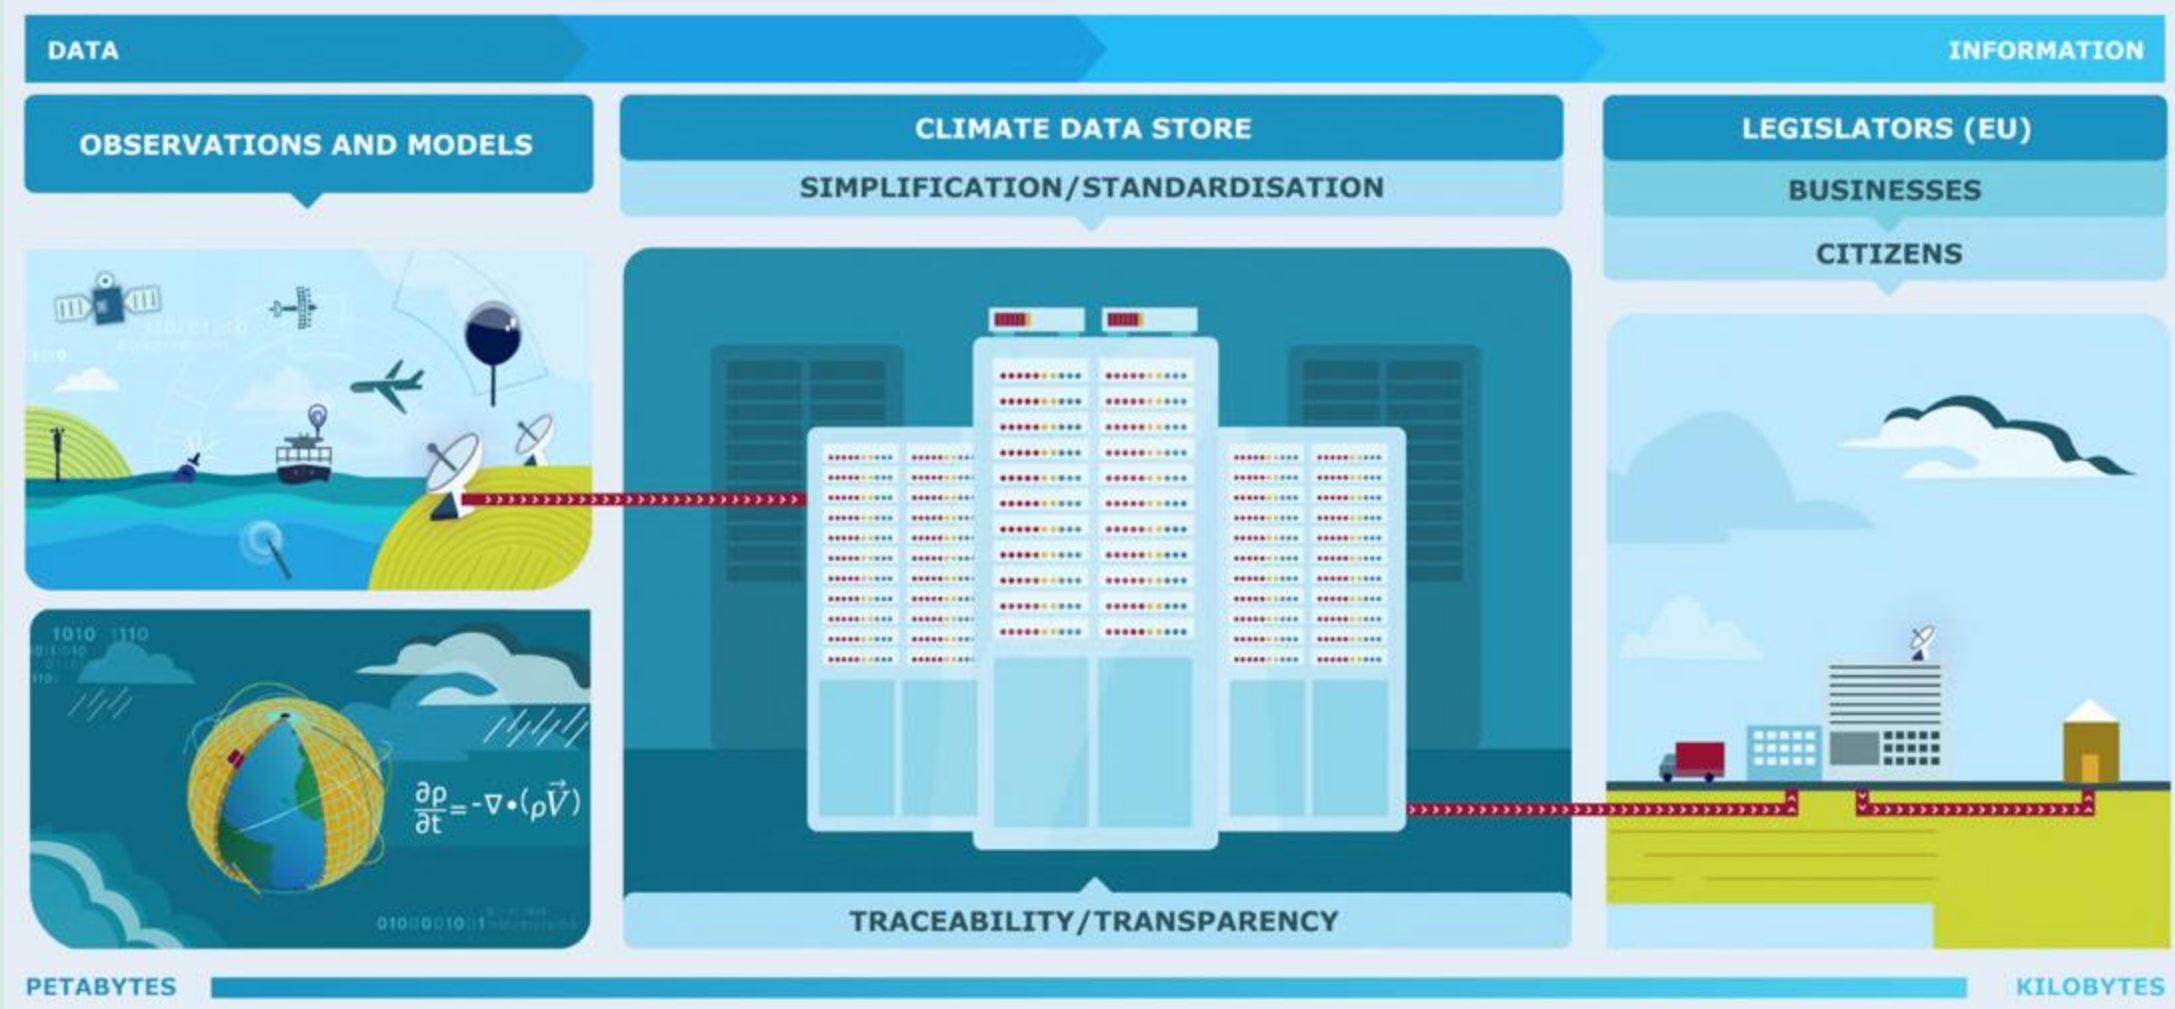 DATA
INFORMATION
OBSERVATIONS AND MODELS
CLIMATE DATA STORE
SIMPLIFICATION/STANDARDISATION
LEGISLATORS (EU)
BUSINESSES
CITIZENS
1010 1110
∂ρ/∂t = -∇•(ρV⃗)
TRACEABILITY/TRANSPARENCY
PETABYTES
KILOBYTES